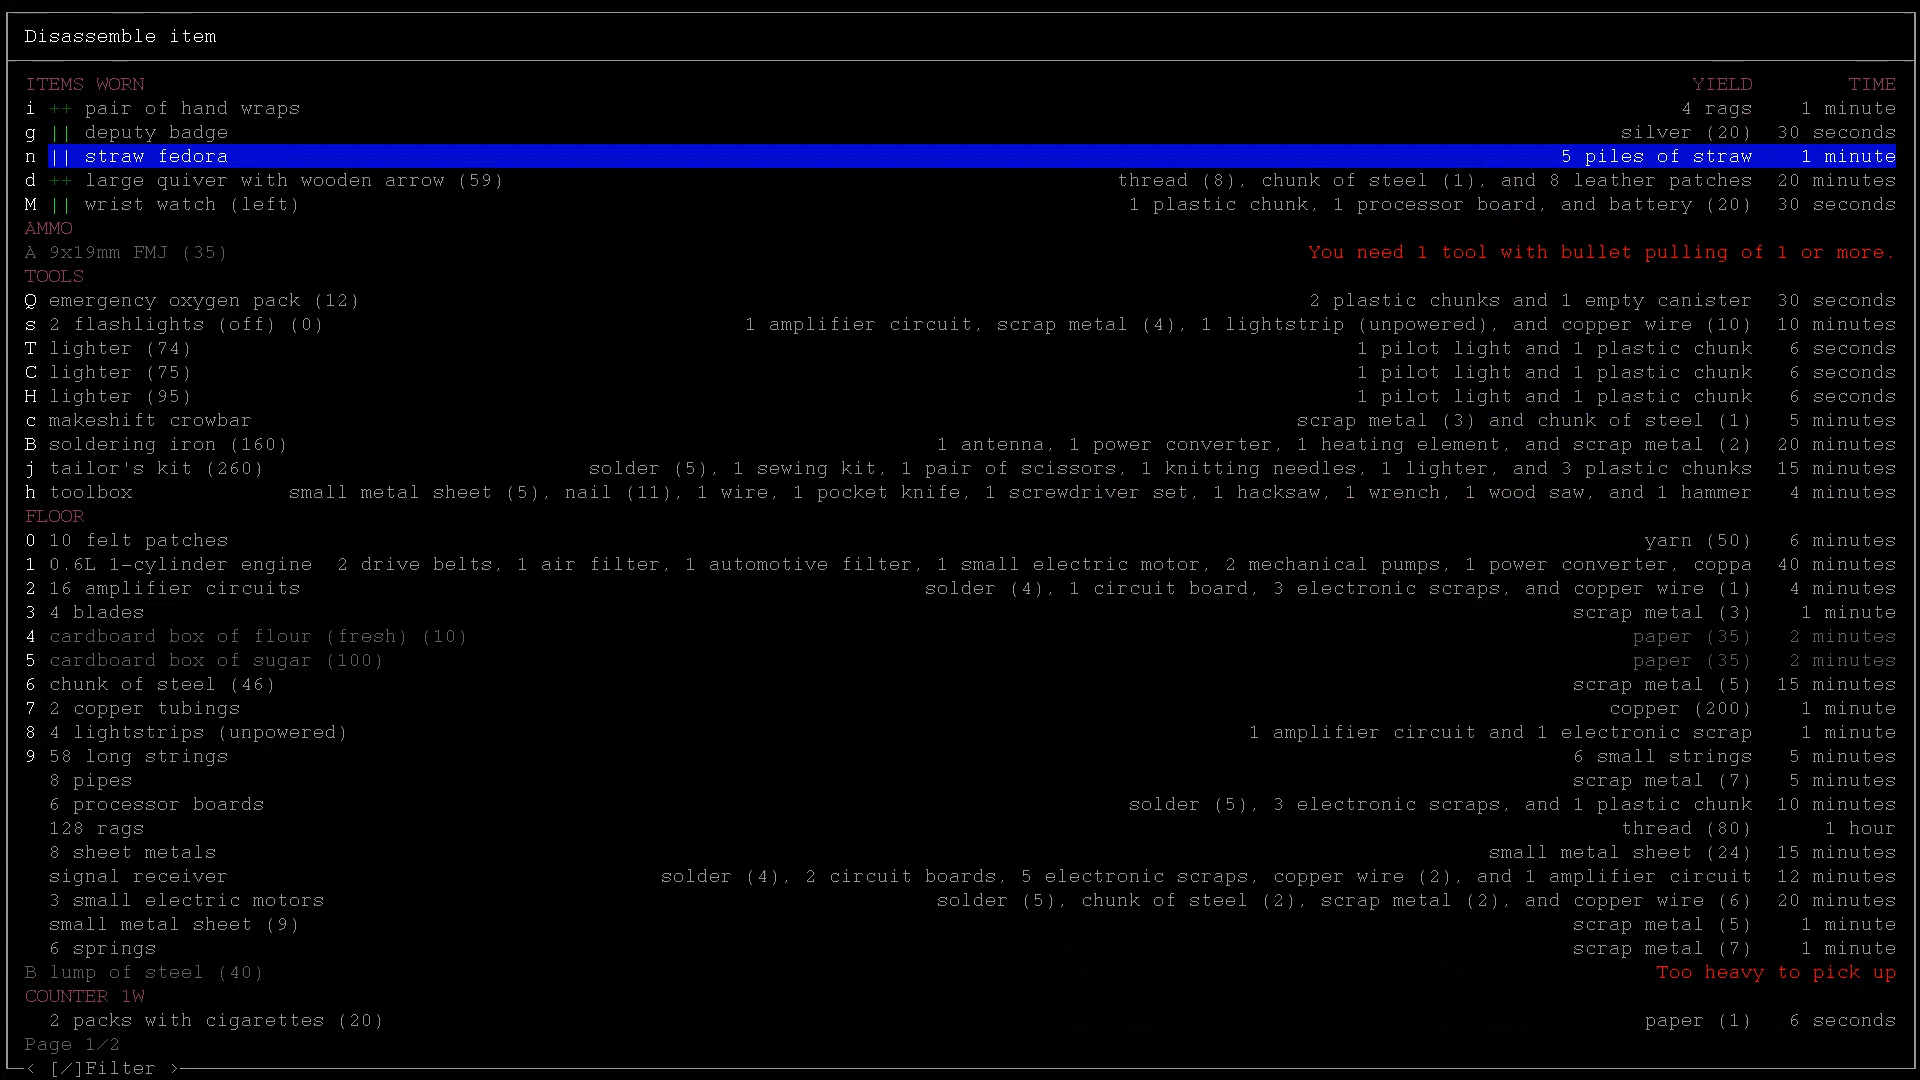 Disassemble item
ITEMS WORN YIELD TIME
i ++ pair of hand wraps 4 rags 1 minute
g || deputy badge silver (20) 30 seconds
n || straw fedora 5 piles of straw 1 minute
d ++ large quiver with wooden arrow (59) thread (8), chunk of steel (1), and 8 leather patches 20 minutes
M || wrist watch (left) 1 plastic chunk, 1 processor board, and battery (20) 30 seconds
AMMO
A 9x19mm FMJ (35) You need 1 tool with bullet pulling of 1 or more.
TOOLS
Q emergency oxygen pack (12) 2 plastic chunks and 1 empty canister 30 seconds
s 2 flashlights (off) (0) 1 amplifier circuit, scrap metal (4), 1 lightstrip (unpowered), and copper wire (10) 10 minutes
T lighter (74) 1 pilot light and 1 plastic chunk 6 seconds
C lighter (75) 1 pilot light and 1 plastic chunk 6 seconds
H lighter (95) 1 pilot light and 1 plastic chunk 6 seconds
c makeshift crowbar scrap metal (3) and chunk of steel (1) 5 minutes
B soldering iron (160) 1 antenna, 1 power converter, 1 heating element, and scrap metal (2) 20 minutes
j tailor's kit (260) solder (5), 1 sewing kit, 1 pair of scissors, 1 knitting needles, 1 lighter, and 3 plastic chunks 15 minutes
h toolbox small metal sheet (5), nail (11), 1 wire, 1 pocket knife, 1 screwdriver set, 1 hacksaw, 1 wrench, 1 wood saw, and 1 hammer 4 minutes
FLOOR
0 10 felt patches yarn (50) 6 minutes
1 0.6L 1-cylinder engine 2 drive belts, 1 air filter, 1 automotive filter, 1 small electric motor, 2 mechanical pumps, 1 power converter, coppa 40 minutes
2 16 amplifier circuits solder (4), 1 circuit board, 3 electronic scraps, and copper wire (1) 4 minutes
3 4 blades scrap metal (3) 1 minute
4 cardboard box of flour (fresh) (10) paper (35) 2 minutes
5 cardboard box of sugar (100) paper (35) 2 minutes
6 chunk of steel (46) scrap metal (5) 15 minutes
7 2 copper tubings copper (200) 1 minute
8 4 lightstrips (unpowered) 1 amplifier circuit and 1 electronic scrap 1 minute
9 58 long strings 6 small strings 5 minutes
8 pipes scrap metal (7) 5 minutes
6 processor boards solder (5), 3 electronic scraps, and 1 plastic chunk 10 minutes
128 rags thread (80) 1 hour
8 sheet metals small metal sheet (24) 15 minutes
signal receiver solder (4), 2 circuit boards, 5 electronic scraps, copper wire (2), and 1 amplifier circuit 12 minutes
3 small electric motors solder (5), chunk of steel (2), scrap metal (2), and copper wire (6) 20 minutes
small metal sheet (9) scrap metal (5) 1 minute
6 springs scrap metal (7) 1 minute
B lump of steel (40) Too heavy to pick up
COUNTER 1W
2 packs with cigarettes (20) paper (1) 6 seconds
Page 1/2
< [/]Filter >